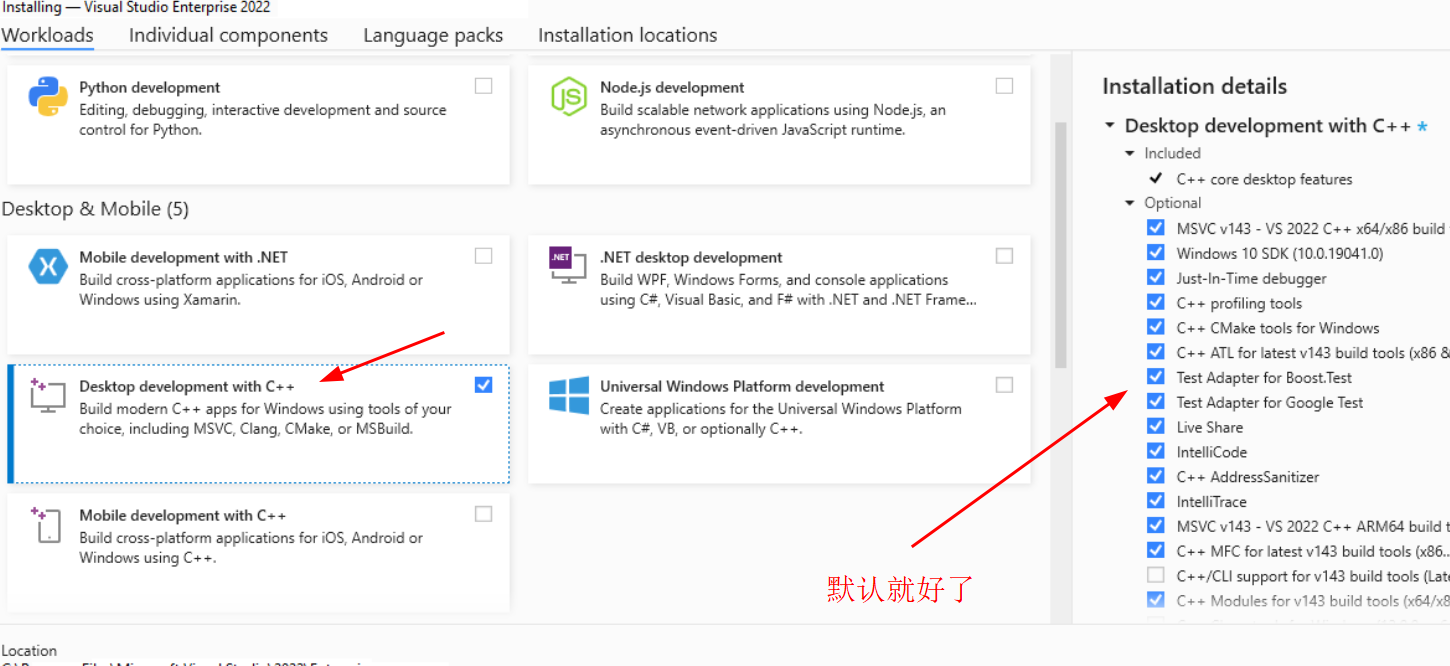 Installing — Visual Studio Enterprise 2022
Workloads Individual components Language packs Installation locations
Python development
Editing, debugging, interactive development and source
control for Python.
Node.js development
Build scalable network applications using Node.js, an
asynchronous event-driven JavaScript runtime.
Desktop & Mobile (5)
Mobile development with .NET
Build cross-platform applications for iOS, Android or
Windows using Xamarin.
.NET
.NET desktop development
Build WPF, Windows Forms, and console applications
using C#, Visual Basic, and F# with .NET and .NET Frame...
Desktop development with C++
Build modern C++ apps for Windows using tools of your
choice, including MSVC, Clang, CMake, or MSBuild.
Universal Windows Platform development
Create applications for the Universal Windows Platform
with C#, VB, or optionally C++.
Mobile development with C++
Build cross-platform applications for iOS, Android or
Windows using C++.
默认就好了
Installation details
Desktop development with C++ *
Included
C++ core desktop features
Optional
MSVC v143 - VS 2022 C++ x64/x86 build
Windows 10 SDK (10.0.19041.0)
Just-In-Time debugger
C++ profiling tools
C++ CMake tools for Windows
C++ ATL for latest v143 build tools (x86 &
Test Adapter for Boost.Test
Test Adapter for Google Test
Live Share
IntelliCode
C++ AddressSanitizer
IntelliTrace
MSVC v143 - VS 2022 C++ ARM64 build
C++ MFC for latest v143 build tools (x86...
C++/CLI support for v143 build tools (Late
C++ Modules for v143 build tools (x64/x8
Location